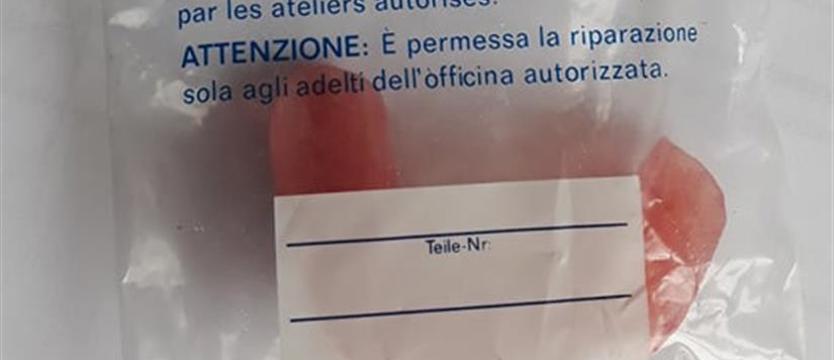 par les ateliers autorisés.
ATTENZIONE: È permessa la riparazione
sola agli adelti dell'officina autorizzata.
Teile-Nr.